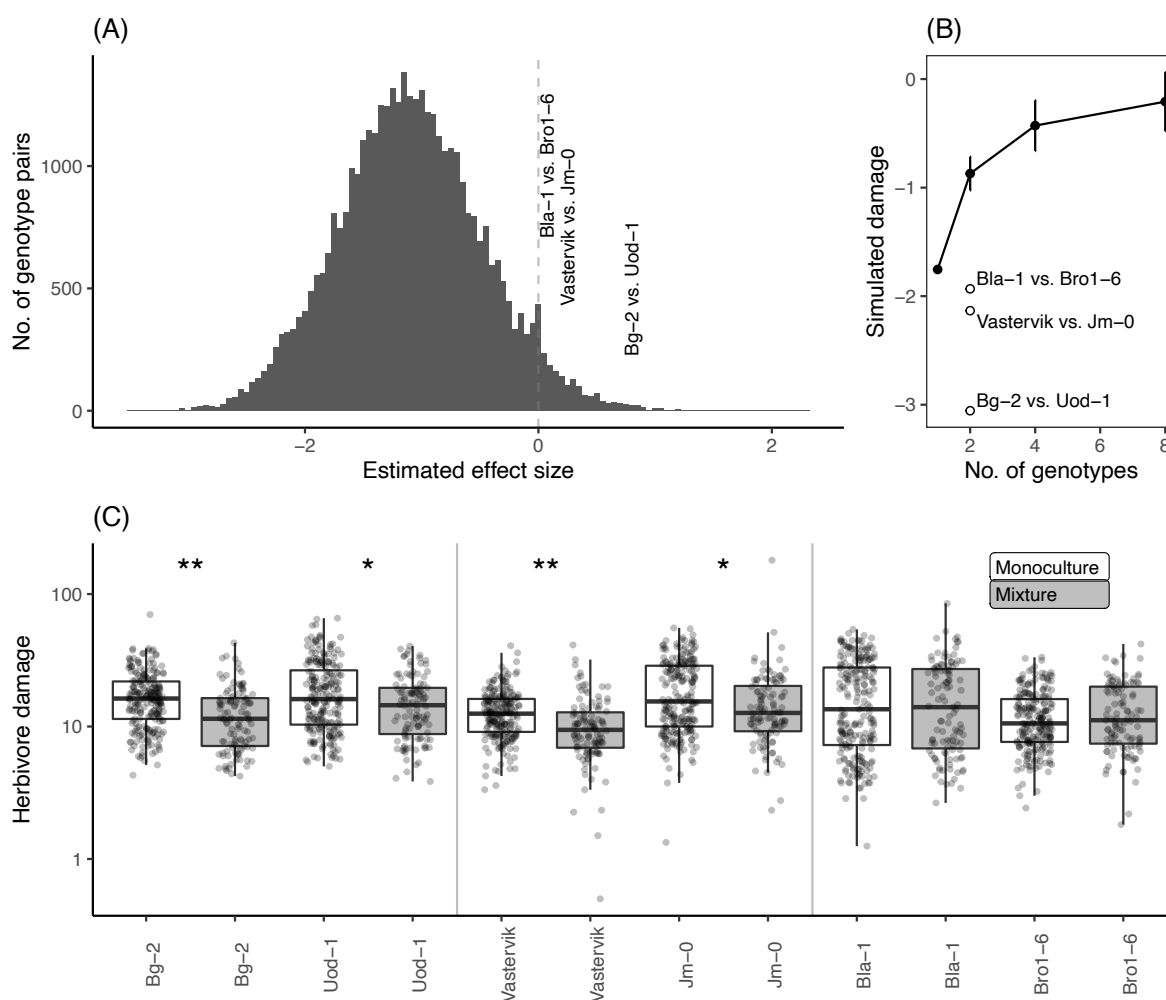 (A)
No. of genotype pairs
1000
500
0
−2
0
2
Estimated effect size
Bla−1 vs. Bro1−6
Vastervik vs. Jm−0
Bg−2 vs. Uod−1
(B)
Simulated damage
0
−1
−2
−3
2
4
6
8
No. of genotypes
Bla−1 vs. Bro1−6
Vastervik vs. Jm−0
Bg−2 vs. Uod−1
(C)
Herbivore damage
100
10
1
**
*
**
*
Monoculture
Mixture
Bg−2
Bg−2
Uod−1
Uod−1
Vastervik
Vastervik
Jm−0
Jm−0
Bla−1
Bla−1
Bro1−6
Bro1−6